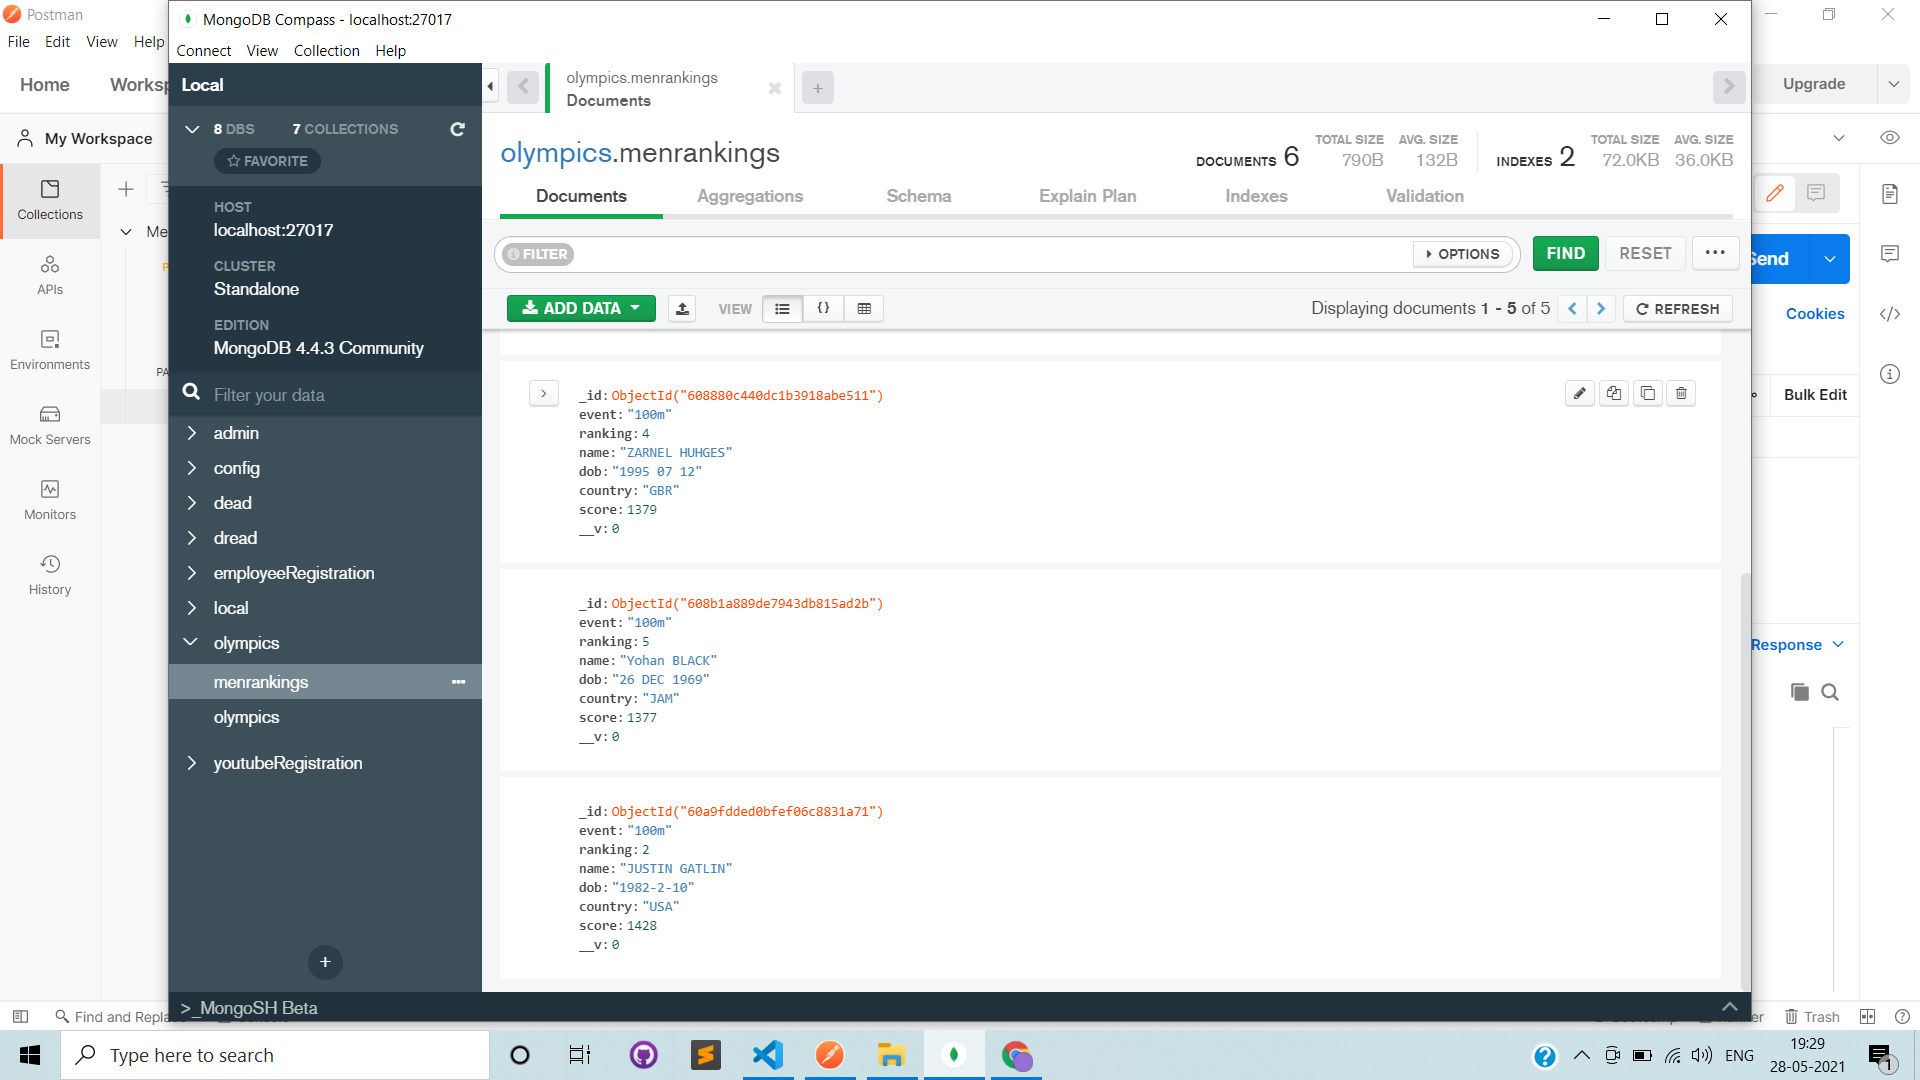 Postman
File Edit View Help
Home
Upgrade
My Workspace
Collections
APIs
Environments
Mock Servers
Monitors
History
MongoDB Compass - localhost:27017
Connect View Collection Help
Local
8 DBS 7 COLLECTIONS
FAVORITE
HOST
localhost:27017
CLUSTER
Standalone
EDITION
MongoDB 4.4.3 Community
Filter your data
admin
config
dead
dread
employeeRegistration
local
olympics
menrankings
olympics
youtubeRegistration
+
>_MongoSH Beta
olympics.menrankings
Documents
olympics.menrankings
DOCUMENTS 6 TOTAL SIZE 790B AVG. SIZE 132B INDEXES 2 TOTAL SIZE 72.0KB AVG. SIZE 36.0KB
Documents Aggregations Schema Explain Plan Indexes Validation
FILTER OPTIONS FIND RESET ...
ADD DATA VIEW {} Displaying documents 1 - 5 of 5 REFRESH
_id: ObjectId("608880c440dc1b3918abe511")
event: "100m"
ranking: 4
name: "ZARNEL HUHGES"
dob: "1995 07 12"
country: "GBR"
score: 1379
__v: 0
_id: ObjectId("608b1a889de7943db815ad2b")
event: "100m"
ranking: 5
name: "Yohan BLACK"
dob: "26 DEC 1969"
country: "JAM"
score: 1377
__v: 0
_id: ObjectId("60a9fdded0bfef06c8831a71")
event: "100m"
ranking: 2
name: "JUSTIN GATLIN"
dob: "1982-2-10"
country: "USA"
score: 1428
__v: 0
Cookies
</>
Bulk Edit
Response
Find and
Trash
Type here to search
ENG
19:29
28-05-2021
1